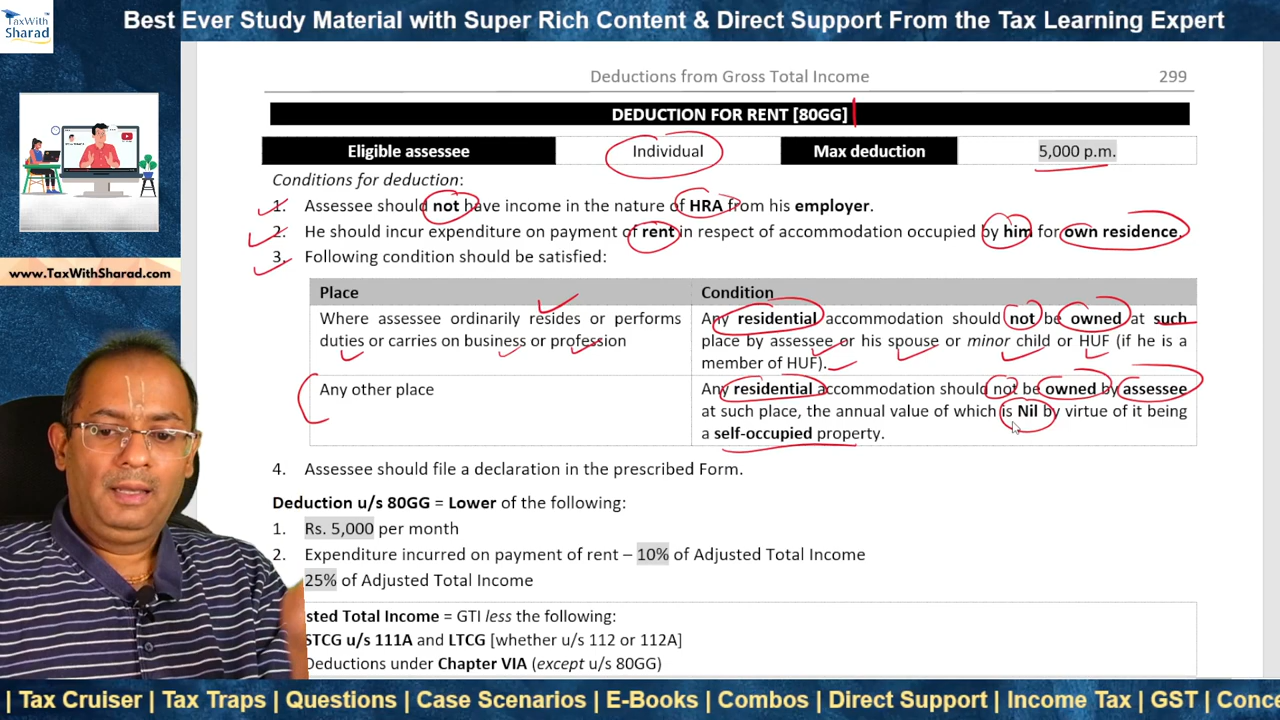 TaxWith
Sharad
Best Ever Study Material with Super Rich Content & Direct Support From the Tax Learning Expert
www.TaxWithSharad.com
Deductions from Gross Total Income 299
DEDUCTION FOR RENT [80GG]
Eligible assessee Individual Max deduction 5,000 p.m.
Conditions for deduction:
1. Assessee should not have income in the nature of HRA from his employer.
2. He should incur expenditure on payment of rent in respect of accommodation occupied by him for own residence.
3. Following condition should be satisfied:
Place Condition
Where assessee ordinarily resides or performs
duties or carries on business or profession
Any residential accommodation should not be owned at such
place by assessee or his spouse or minor child or HUF (if he is a
member of HUF).
Any other place
Any residential accommodation should not be owned by assessee
at such place, the annual value of which is Nil by virtue of it being
a self-occupied property.
4. Assessee should file a declaration in the prescribed Form.
Deduction u/s 80GG = Lower of the following:
1. Rs. 5,000 per month
2. Expenditure incurred on payment of rent – 10% of Adjusted Total Income
25% of Adjusted Total Income
sted Total Income = GTI less the following:
STCG u/s 111A and LTCG [whether u/s 112 or 112A]
Deductions under Chapter VIA (except u/s 80GG)
| Tax Cruiser | Tax Traps | Questions | Case Scenarios | E-Books | Combos | Direct Support | Income Tax | GST | Conce